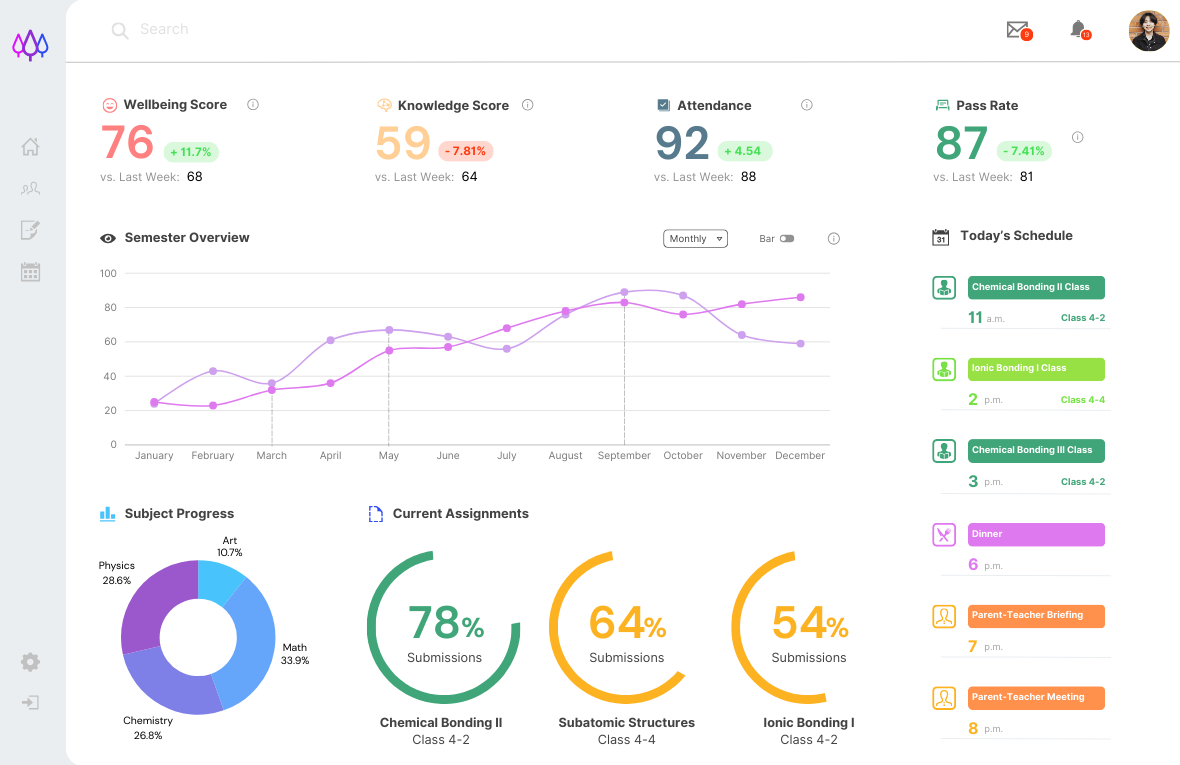 Search
9
13
Wellbeing Score
76
+ 11.7%
vs. Last Week: 68
Knowledge Score
59
- 7.81%
vs. Last Week: 64
Attendance
92
+ 4.54
vs. Last Week: 88
Pass Rate
87
- 7.41%
vs. Last Week: 81
Semester Overview
Monthly
Bar
100
80
60
40
20
0
January February March April May June July August September October November December
31
Today's Schedule
Chemical Bonding II Class
11 a.m. Class 4-2
Ionic Bonding I Class
2 p.m. Class 4-4
Chemical Bonding III Class
3 p.m. Class 4-2
Dinner
6 p.m.
Parent-Teacher Briefing
7 p.m.
Parent-Teacher Meeting
8 p.m.
Subject Progress
Art
10.7%
Physics
28.6%
Math
33.9%
Chemistry
26.8%
Current Assignments
78%
Submissions
Chemical Bonding II
Class 4-2
64%
Submissions
Subatomic Structures
Class 4-4
54%
Submissions
Ionic Bonding I
Class 4-2